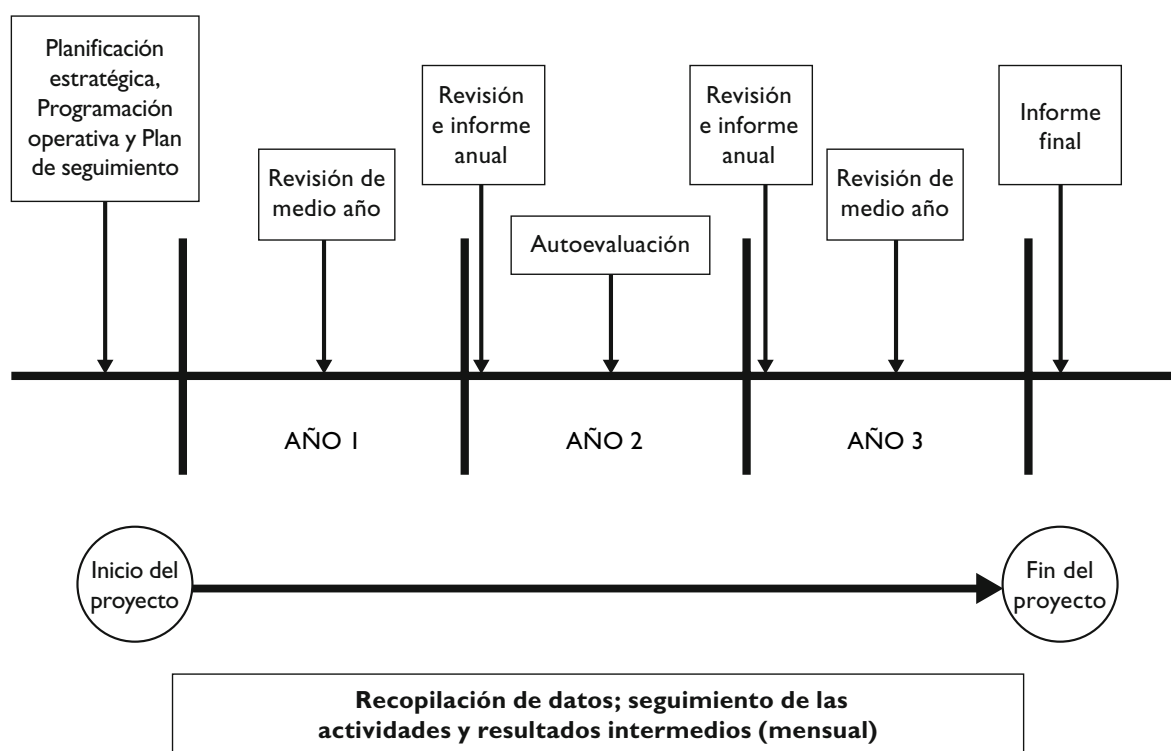 Planificación
estratégica,
Programación
operativa y Plan
de seguimiento
Revisión de
medio año
Revisión
e informe
anual
Autoevaluación
Revisión
e informe
anual
Revisión de
medio año
Informe
final
AÑO 1
AÑO 2
AÑO 3
Inicio del
proyecto
Fin del
proyecto
Recopilación de datos; seguimiento de las
actividades y resultados intermedios (mensual)